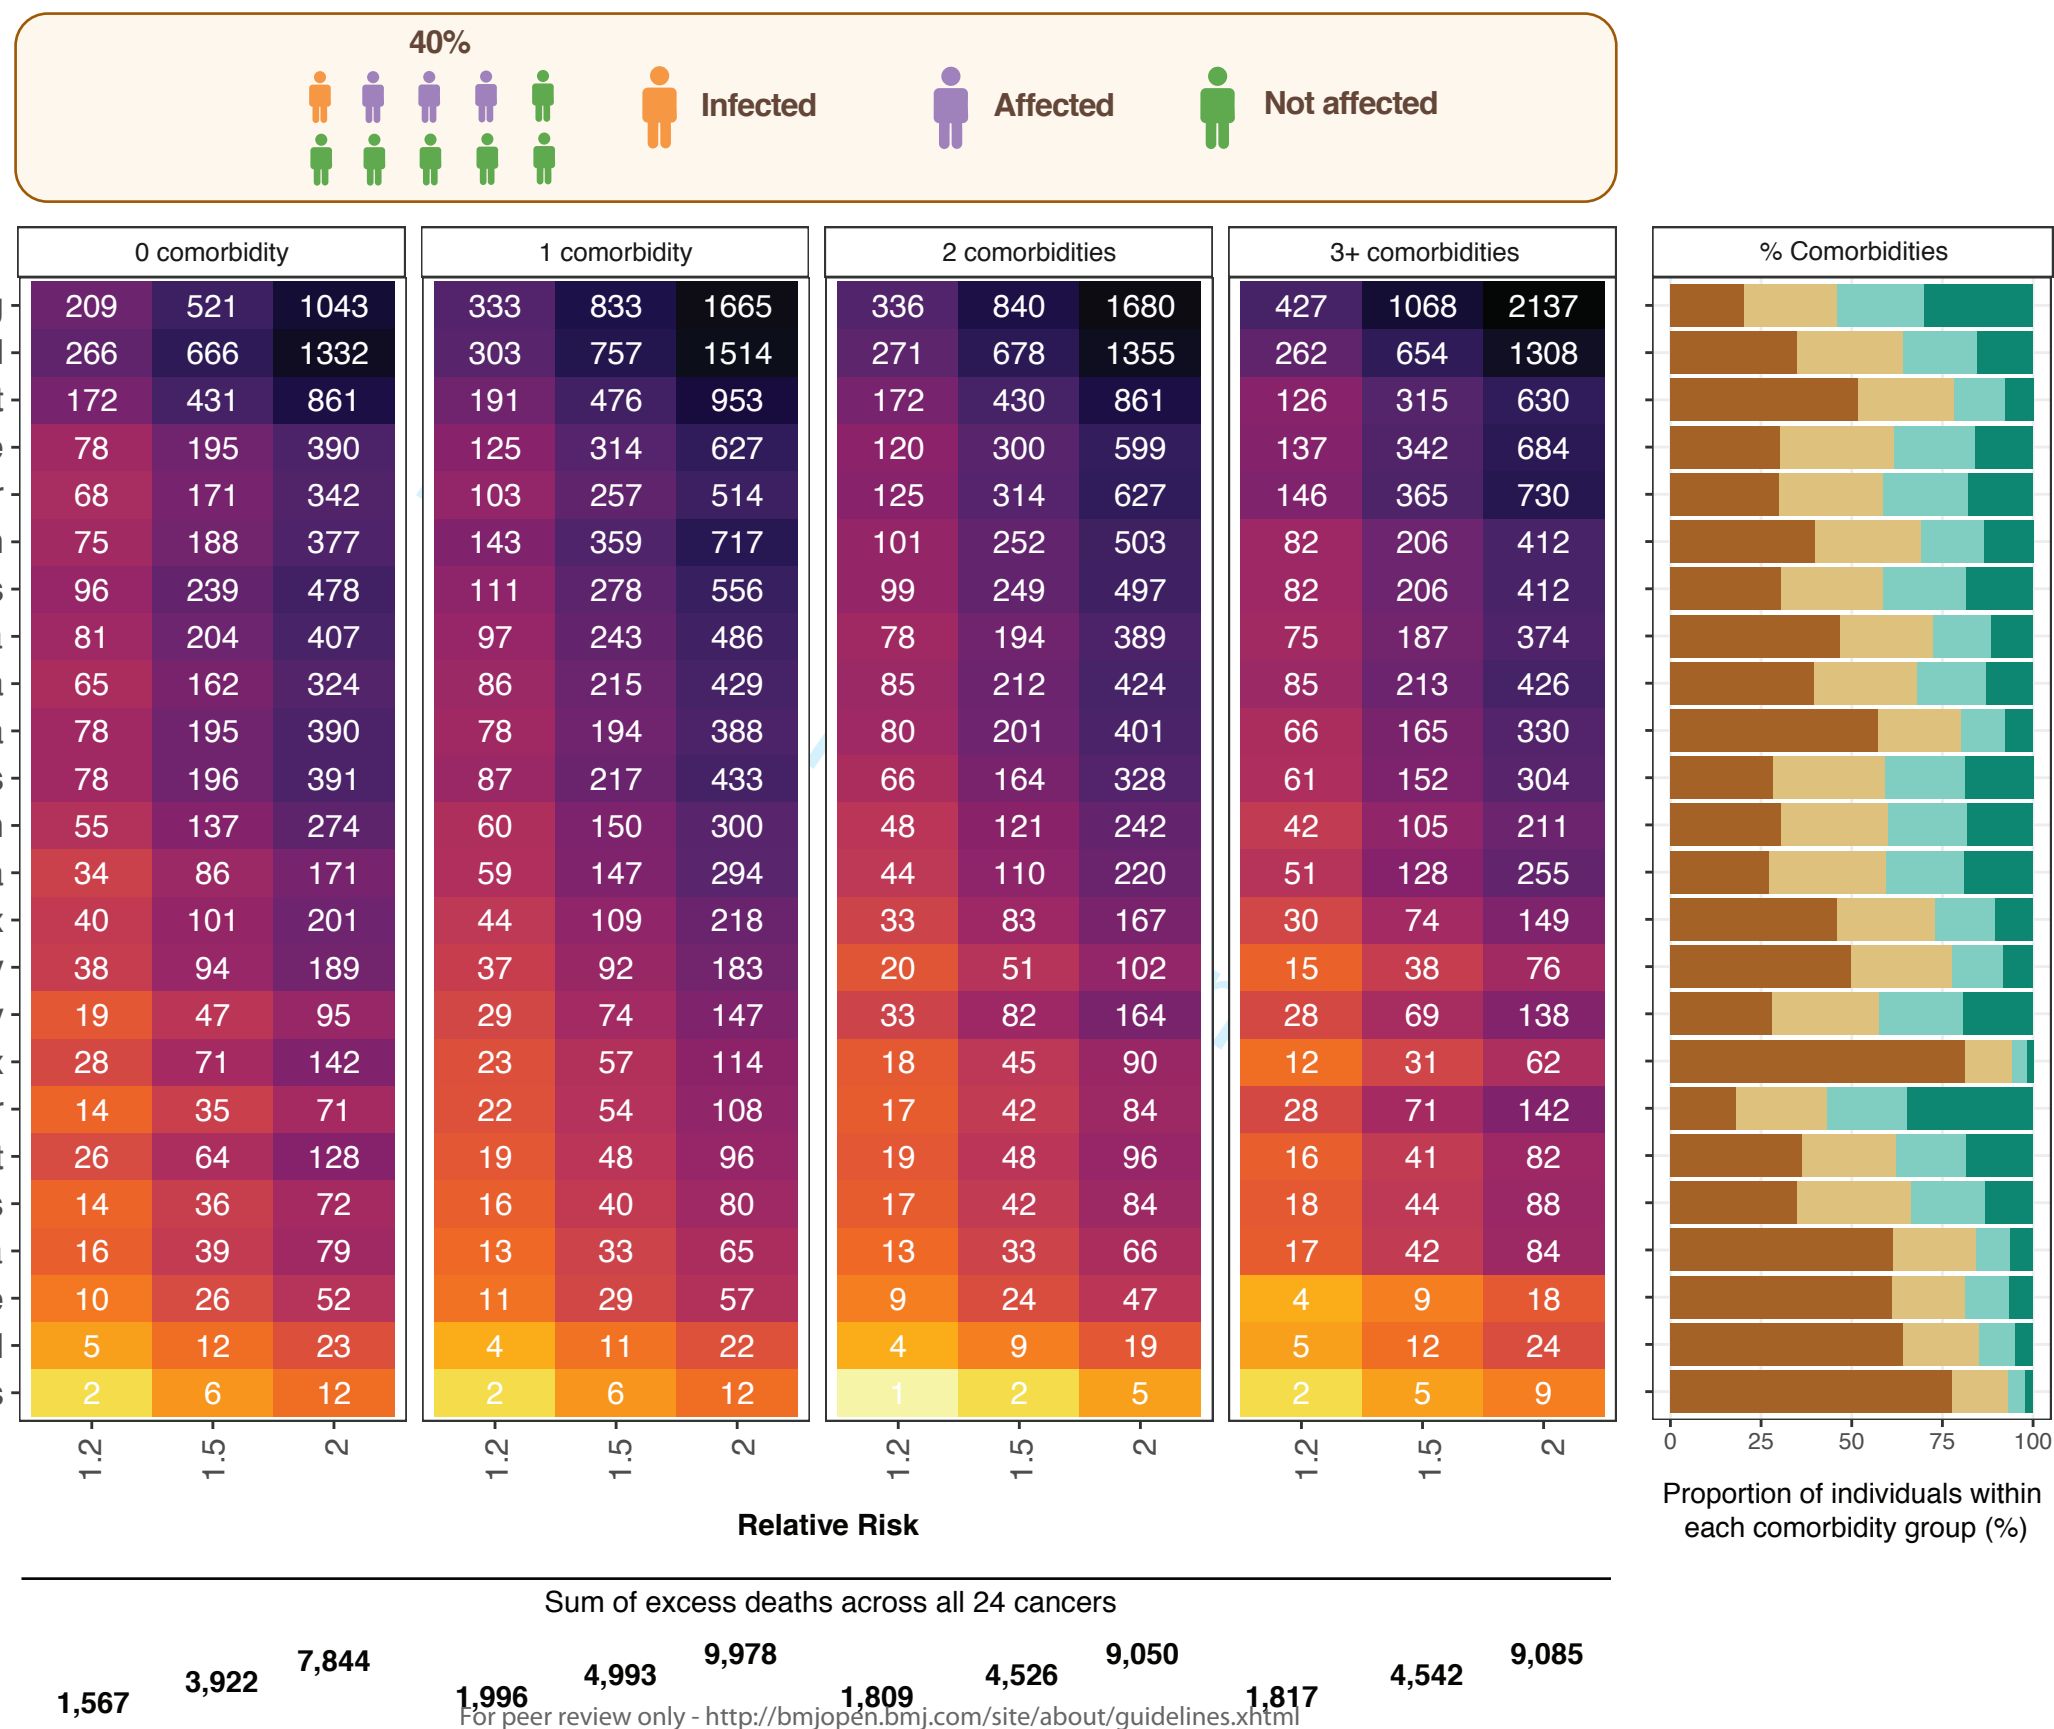 40%
Infected
Affected
Not affected
0 comorbidity
1 comorbidity
2 comorbidities
3+ comorbidities
% Comorbidities
209 521 1043 333 833 1665 336 840 1680 427 1068 2137
266 666 1332 303 757 1514 271 678 1355 262 654 1308
172 431 861 191 476 953 172 430 861 126 315 630
78 195 390 125 314 627 120 300 599 137 342 684
68 171 342 103 257 514 125 314 627 146 365 730
75 188 377 143 359 717 101 252 503 82 206 412
96 239 478 111 278 556 99 249 497 82 206 412
81 204 407 97 243 486 78 194 389 75 187 374
65 162 324 86 215 429 85 212 424 85 213 426
78 195 390 78 194 388 80 201 401 66 165 330
78 196 391 87 217 433 66 164 328 61 152 304
55 137 274 60 150 300 48 121 242 42 105 211
34 86 171 59 147 294 44 110 220 51 128 255
40 101 201 44 109 218 33 83 167 30 74 149
38 94 189 37 92 183 20 51 102 15 38 76
19 47 95 29 74 147 33 82 164 28 69 138
28 71 142 23 57 114 18 45 90 12 31 62
14 35 71 22 54 108 17 42 84 28 71 142
26 64 128 19 48 96 19 48 96 16 41 82
14 36 72 16 40 80 17 42 84 18 44 88
16 39 79 13 33 65 13 33 66 17 42 84
10 26 52 11 29 57 9 24 47 4 9 18
5 12 23 4 11 22 4 9 19 5 12 24
2 6 12 2 6 12 1 2 5 2 5 9
1.2 1.5 2 1.2 1.5 2 1.2 1.5 2 1.2 1.5 2
0 25 50 75 100
Relative Risk
Proportion of individuals within
each comorbidity group (%)
Sum of excess deaths across all 24 cancers
1,567 3,922 7,844 1,996 4,993 9,978 1,809 4,526 9,050 1,817 4,542 9,085
For peer review only - http://bmjopen.bmj.com/site/about/guidelines.xhtml